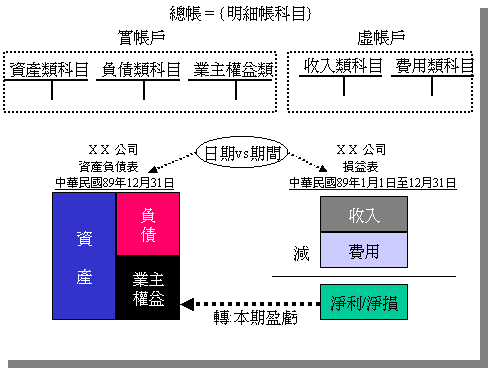 總帳={明細帳科目}
實帳戶
虛帳戶
資產類科目
負債類科目
業主權益類
收入類科目
費用類科目
XX 公司
資產負債表
中華民國89年12月31日
日期vs期間
XX 公司
損益表
中華民國89年1月1日至12月31日
資
產
負
債
業主
權益
收入
減
費用
淨利/淨損
轉:本期盈虧